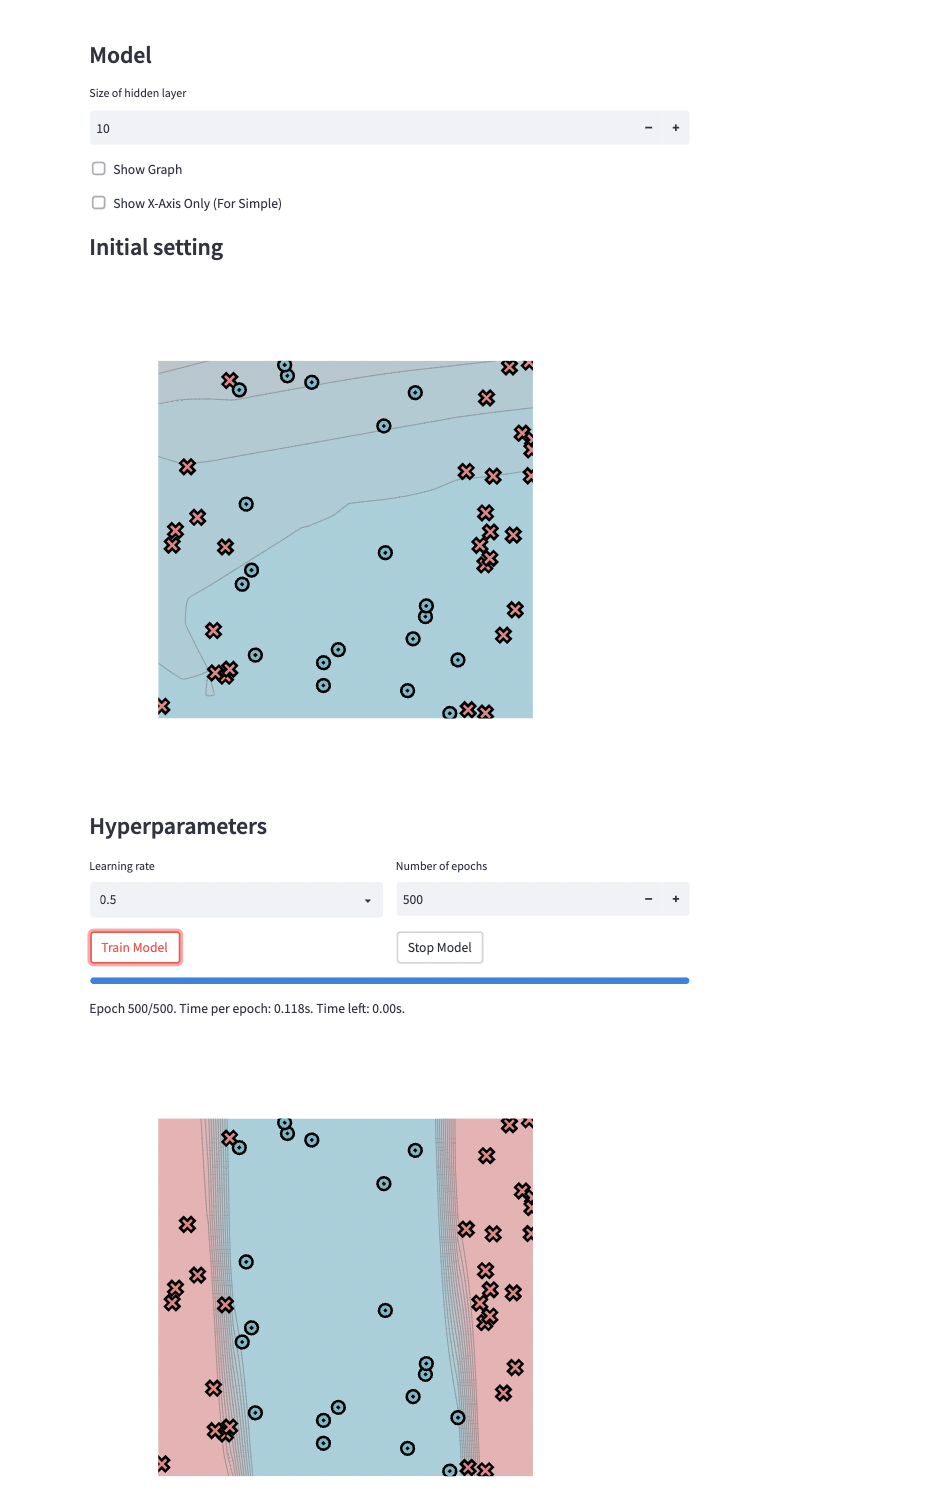 Model
Size of hidden layer
10
Show Graph
Show X-Axis Only (For Simple)
Initial setting
Hyperparameters
Learning rate
Number of epochs
0.5
500
Train Model
Stop Model
Epoch 500/500. Time per epoch: 0.118s. Time left: 0.00s.